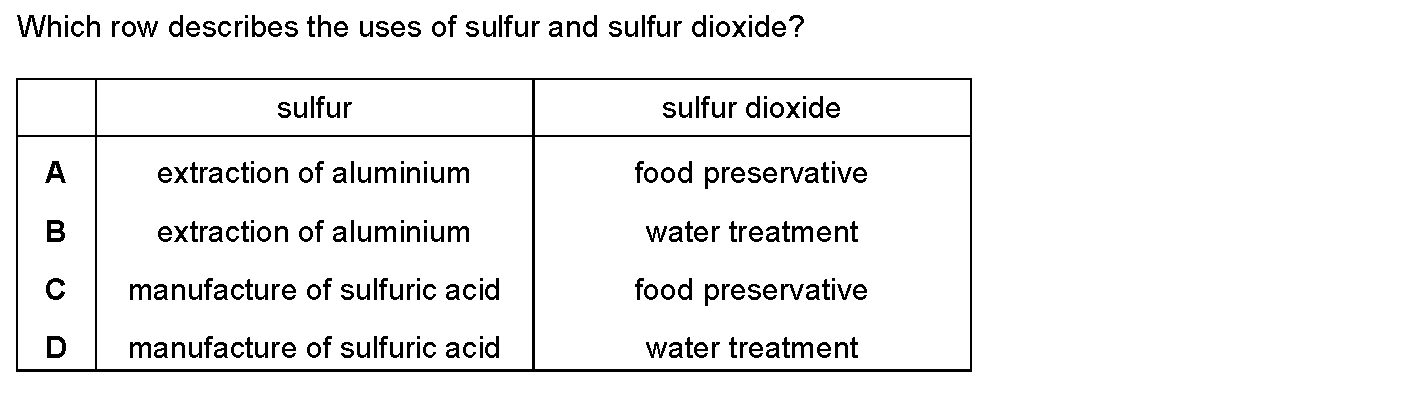 Which row describes the uses of sulfur and sulfur dioxide?
sulfur sulfur dioxide
A extraction of aluminium food preservative
B extraction of aluminium water treatment
C manufacture of sulfuric acid food preservative
D manufacture of sulfuric acid water treatment